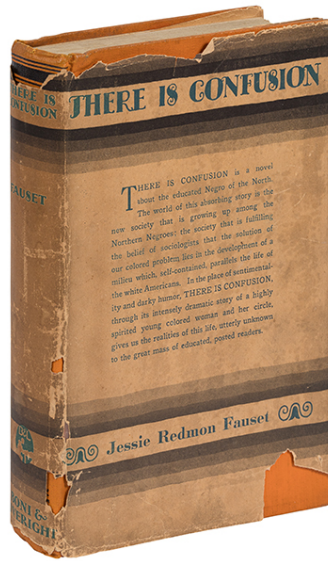 THERE IS
CONFUSION
FAUSET
BONI &
LIVERIGHT
THERE IS CONFUSION
THERE IS CONFUSION is a novel
about the educated Negro of the North.
The world of this absorbing story is the
new society that is growing up among the
Northern Negroes: the society that is fulfilling
the belief of sociologists that the solution of
our colored problem lies in the development of a
milieu which, self-contained, parallels the life of
the white Americans. In the place of sentimental-
ity and darky humor, THERE IS CONFUSION,
through its intensely dramatic story of a highly
spirited young colored woman and her circle,
gives us the realities of this life, utterly unknown
to the great mass of educated, posted readers.
Jessie Redmon Fauset